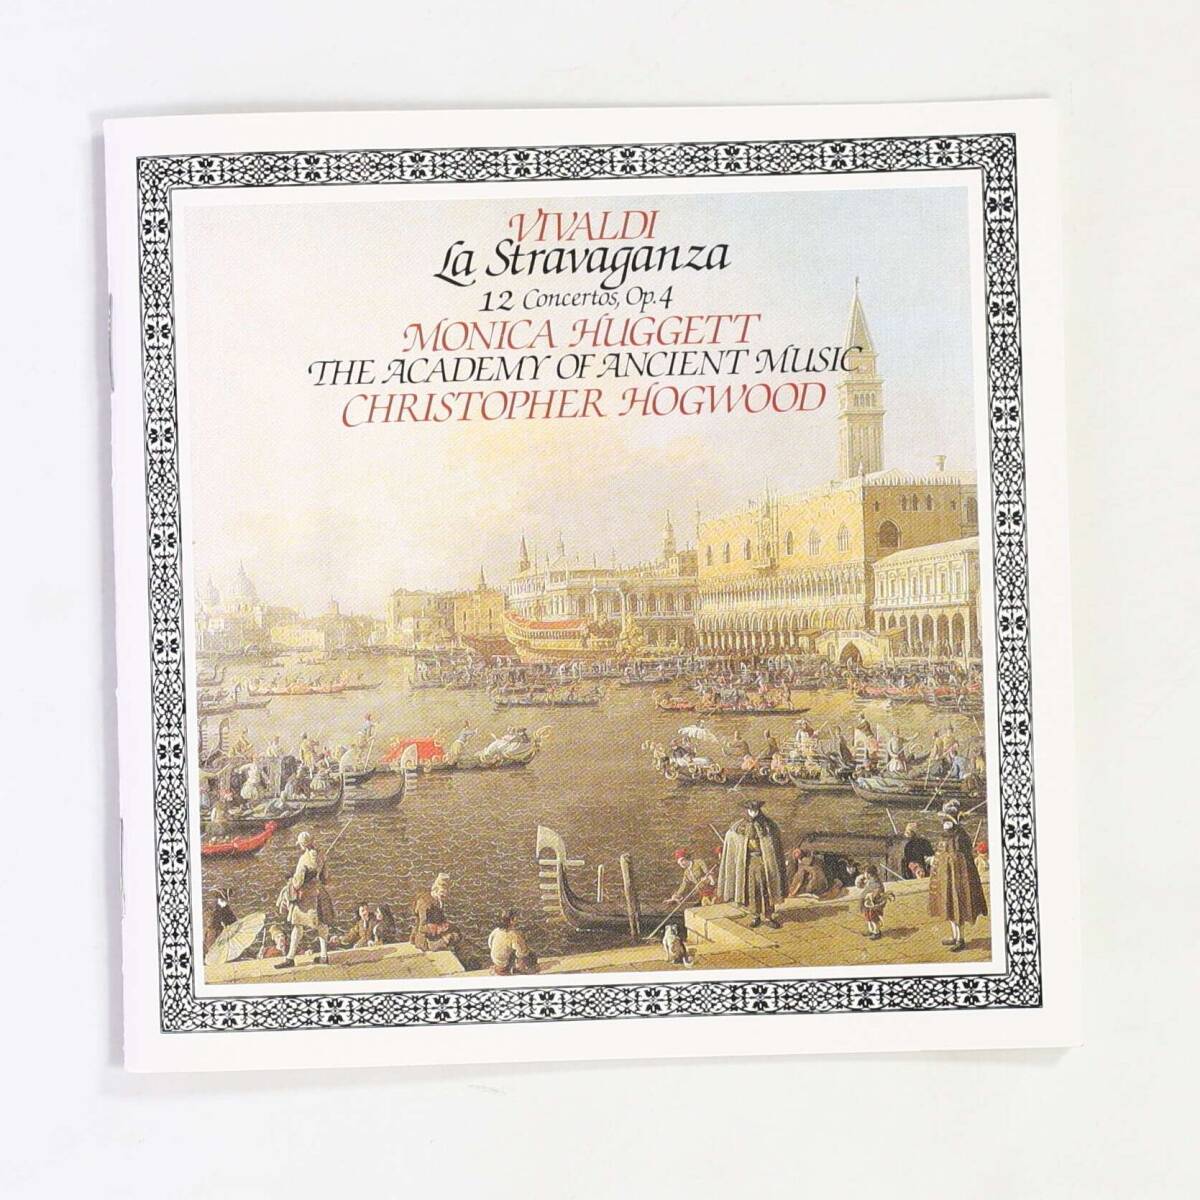 VIVALDI
La Stravaganza
12 Concertos, Op. 4
MONICA HUGGETT
THE ACADEMY OF ANCIENT MUSIC
CHRISTOPHER HOGWOOD